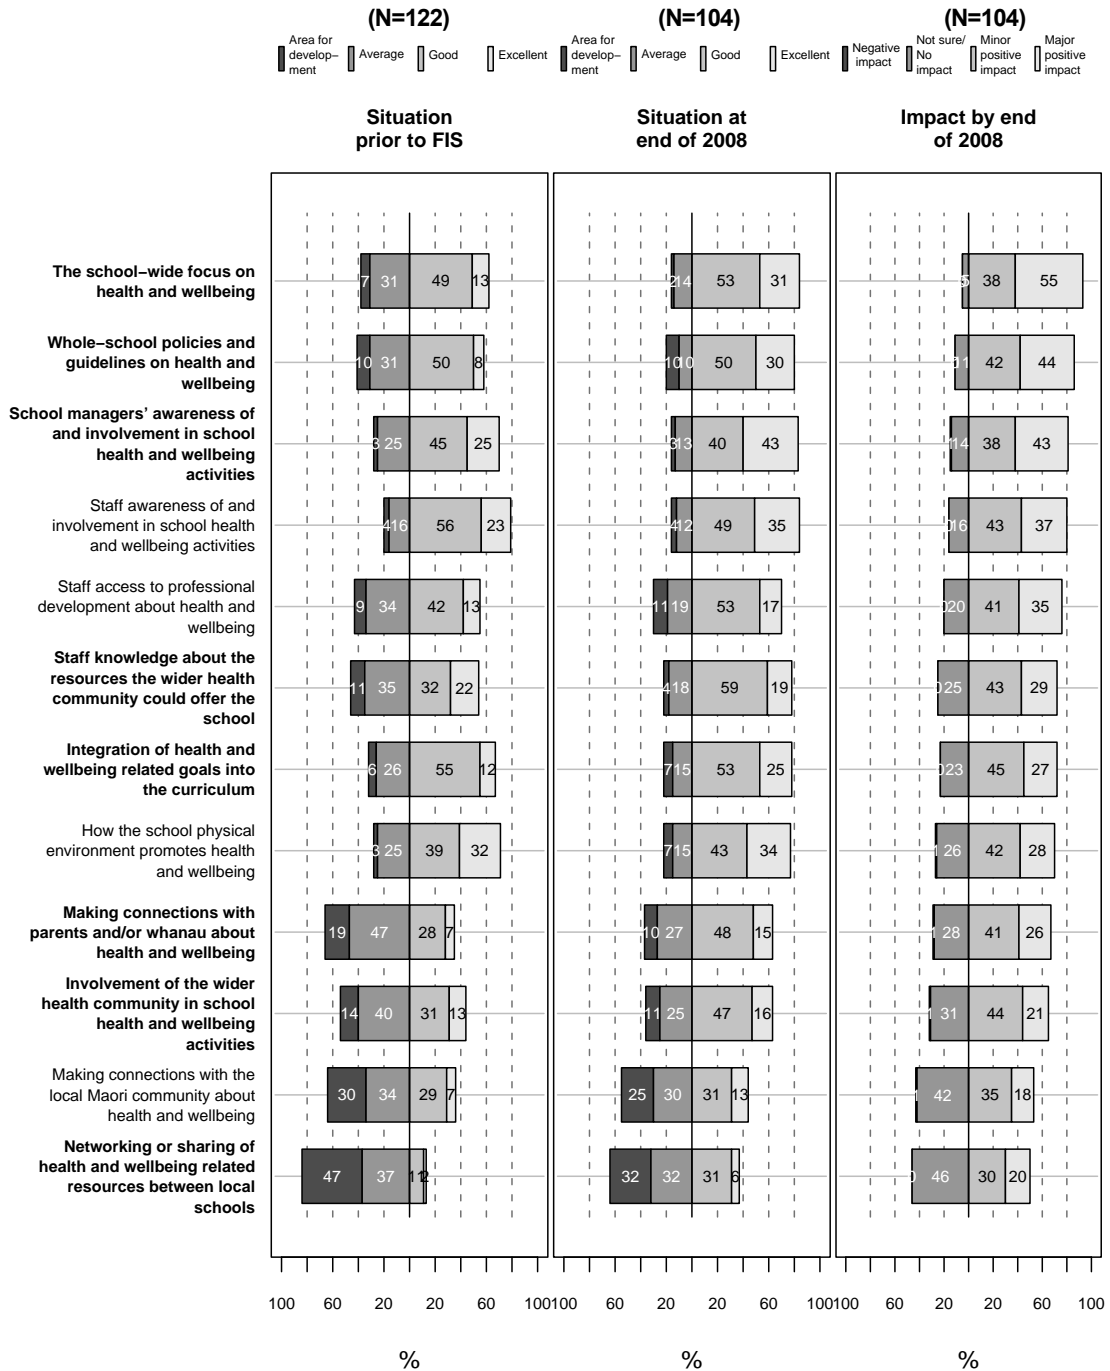 (N=122) (N=104) (N=104)
Area for develop– ment Average Good Excellent Area for develop– ment Average Good Excellent Negative impact Not sure/ No impact Minor positive impact Major positive impact
Situation prior to FIS
Situation at end of 2008
Impact by end of 2008
The school–wide focus on
health and wellbeing
7 31 49 13 2 14 53 31 5 38 55
Whole–school policies and
guidelines on health and
wellbeing
10 31 50 8 10 10 50 30 11 42 44
School managers' awareness of
and involvement in school
health and wellbeing
activities
3 25 45 25 3 13 40 43 1 14 38 43
Staff awareness of and
involvement in school health
and wellbeing activities
4 16 56 23 4 12 49 35 0 16 43 37
Staff access to professional
development about health and
wellbeing
9 34 42 13 11 19 53 17 0 20 41 35
Staff knowledge about the
resources the wider health
community could offer the
school
11 35 32 22 4 18 59 19 0 25 43 29
Integration of health and
wellbeing related goals into
the curriculum
6 26 55 12 7 15 53 25 0 23 45 27
How the school physical
environment promotes health
and wellbeing
3 25 39 32 7 15 43 34 1 26 42 28
Making connections with
parents and/or whanau about
health and wellbeing
19 47 28 7 10 27 48 15 1 28 41 26
Involvement of the wider
health community in school
health and wellbeing
activities
14 40 31 13 11 25 47 16 1 31 44 21
Making connections with the
local Maori community about
health and wellbeing
30 34 29 7 25 30 31 13 1 42 35 18
Networking or sharing of
health and wellbeing related
resources between local
schools
47 37 11 2 32 32 31 6 0 46 30 20
100 60 20 20 60 100 100 60 20 20 60 100 100 60 20 20 60 100
% % %